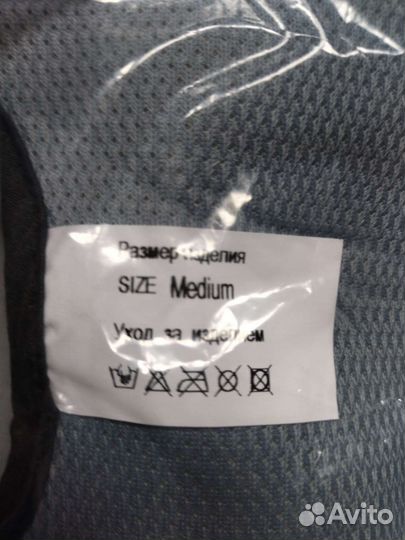 Размер изделия
SIZE Medium
Уход за изделием
Avito